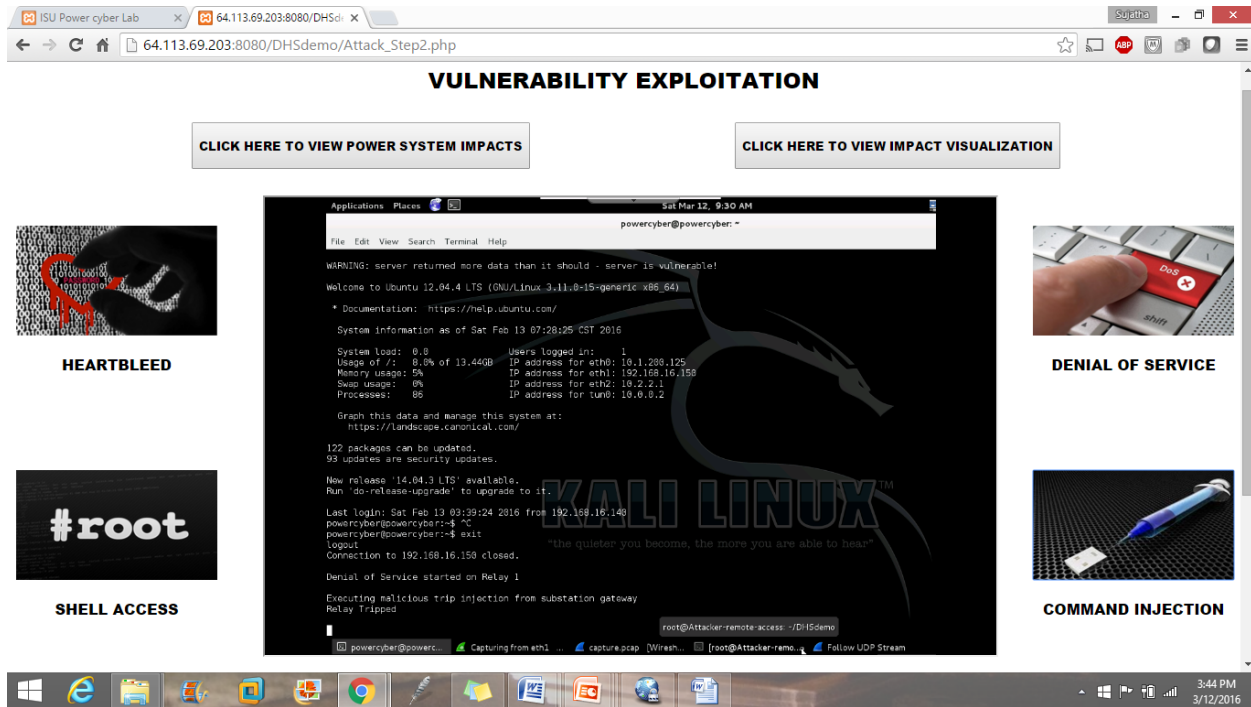 ISU Power cyber Lab
64.113.69.203:8080/DHSde
Sujatha
64.113.69.203:8080/DHSdemo/Attack_Step2.php
ABP
VULNERABILITY EXPLOITATION
CLICK HERE TO VIEW POWER SYSTEM IMPACTS
CLICK HERE TO VIEW IMPACT VISUALIZATION
HEARTBLEED
#root
SHELL ACCESS
Applications Places
Sat Mar 12, 9:30 AM
powercyber@powercyber: ~
File Edit View Search Terminal Help
WARNING: server returned more data than it should - server is vulnerable!
Welcome to Ubuntu 12.04.4 LTS (GNU/Linux 3.11.0-15-generic x86_64)
* Documentation: https://help.ubuntu.com/
System information as of Sat Feb 13 07:28:25 CST 2016
System load: 0.0 Users logged in: 1
Usage of /: 8.0% of 13.44GB IP address for eth0: 10.1.200.125
Memory usage: 5% IP address for eth1: 192.168.16.150
Swap usage: 0% IP address for eth2: 10.2.2.1
Processes: 86 IP address for tun0: 10.0.0.2
Graph this data and manage this system at:
https://landscape.canonical.com/
122 packages can be updated.
93 updates are security updates.
New release '14.04.3 LTS' available.
Run 'do-release-upgrade' to upgrade to it.
Last login: Sat Feb 13 03:39:24 2016 from 192.168.16.140
powercyber@powercyber:~$ ^C
powercyber@powercyber:~$ exit
logout
Connection to 192.168.16.150 closed.
Denial of Service started on Relay 1
Executing malicious trip injection from substation gateway
Relay Tripped
KALI LINUX TM
"the quieter you become, the more you are able to hear"
root@Attacker-remote-access: ~/DHSdemo
powercyber@powerc...
Capturing from eth1 ...
capture.pcap [Wiresh...
[root@Attacker-remo...
Follow UDP Stream
DoS
shift
DENIAL OF SERVICE
COMMAND INJECTION
3:44 PM
3/12/2016